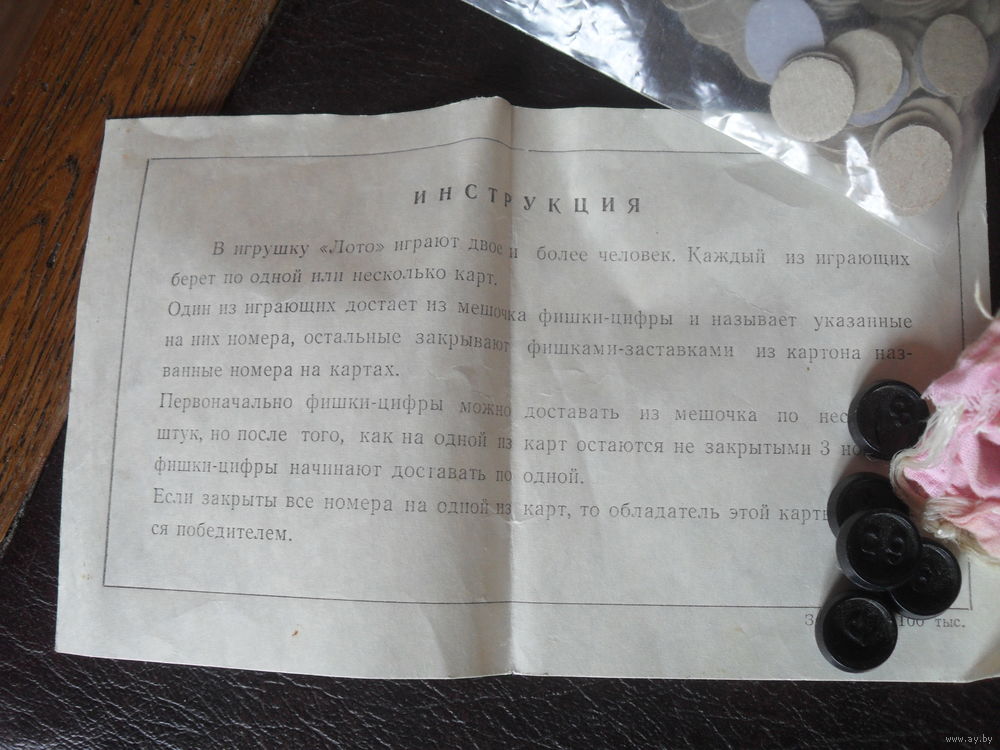 ИНСТРУКЦИЯ
В игрушку «Лото» играют двое и более человек. Каждый из играющих
берет по одной или несколько карт.
Один из играющих достает из мешочка фишки-цифры и называет указанные
на них номера, остальные закрывают фишками-заставками из картона наз-
ванные номера на картах.
Первоначально фишки-цифры можно доставать из мешочка по нес
штук, но после того, как на одной из карт остаются не закрытыми 3 но
фишки-цифры начинают доставать по одной.
Если закрыты все номера на одной из карт, то обладатель этой карты
ся победителем.
З 100 тыс.
www.ay.by